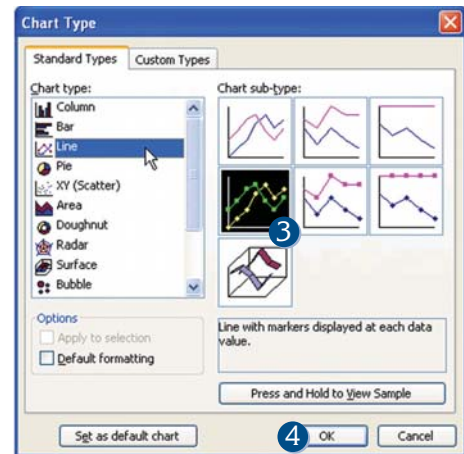 Chart Type
Standard Types
Custom Types
Chart type:
Column
Bar
Line
Pie
XY (Scatter)
Area
Doughnut
Radar
Surface
Bubble
Chart sub-type:
3
Options
Apply to selection
Default formatting
Line with markers displayed at each data
value.
Press and Hold to View Sample
Set as default chart
4
OK
Cancel